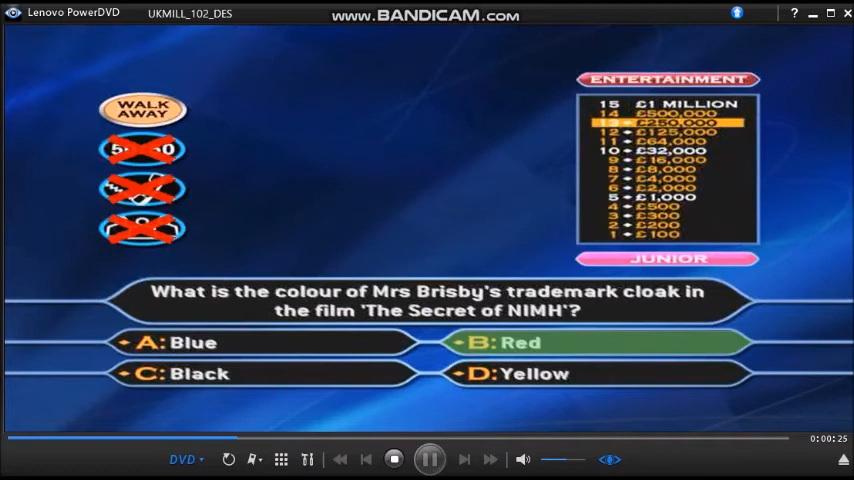 Lenovo PowerDVD
UKMILL_102_DES
www.BANDICAM.com
?
WALK
AWAY
ENTERTAINMENT
15 £1 MILLION
14 £500,000
13 £250,000
12 £125,000
11 £64,000
10 £32,000
9 £16,000
8 £8,000
7 £4,000
6 £2,000
5 £1,000
4 £500
3 £300
2 £200
1 £100
JUNIOR
What is the colour of Mrs Brisby's trademark cloak in
the film 'The Secret of NIMH'?
A: Blue
B: Red
C: Black
D: Yellow
0:00:25
DVD